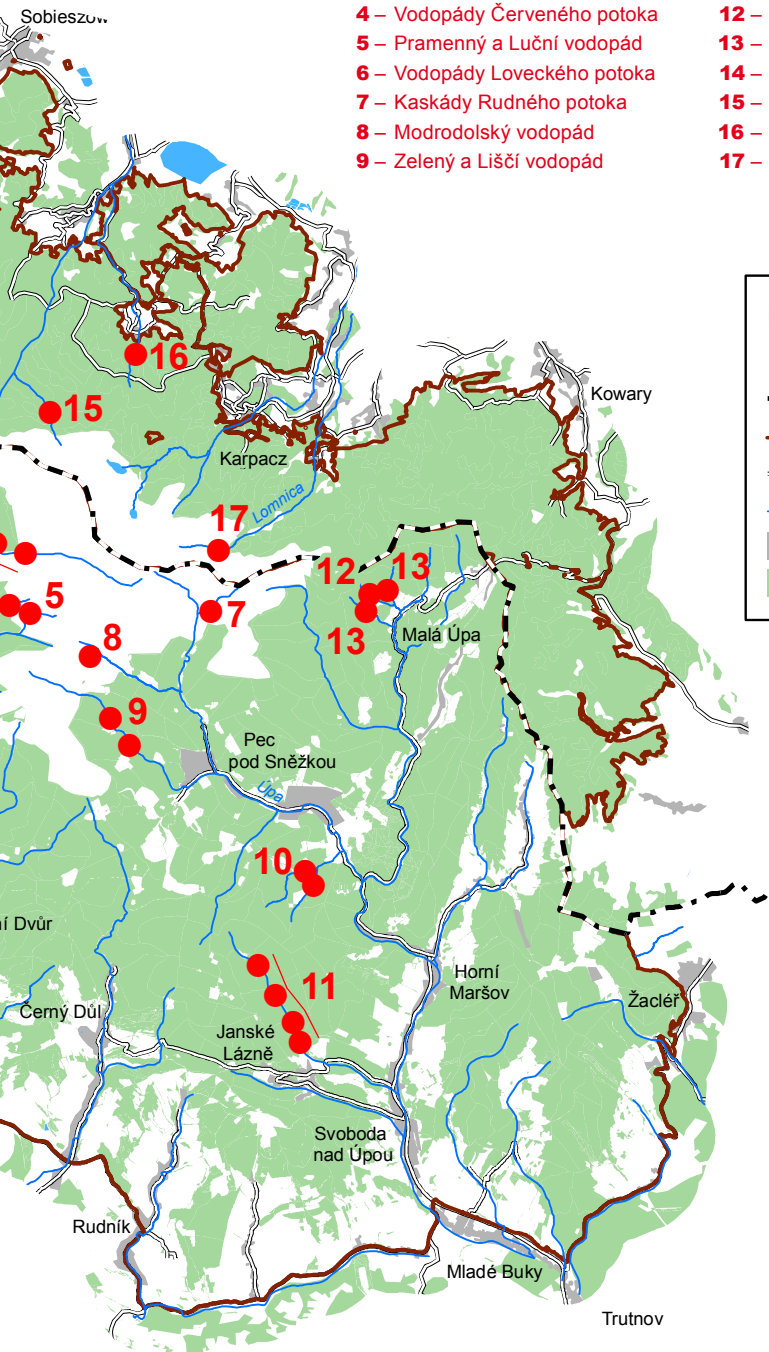 Sobieszów
4 – Vodopády Červeného potoka
5 – Pramenný a Luční vodopád
6 – Vodopády Loveckého potoka
7 – Kaskády Rudného potoka
8 – Modrodolský vodopád
9 – Zelený a Liščí vodopád
12 –
13 –
14 –
15 –
16 –
17 –
16
15
Kowary
Karpacz
Lomnica
17
12
13
5
7
13
Malá Úpa
8
9
Pec
pod Sněžkou
Úpa
10
í Dvůr
11
Horní
Maršov
Žacléř
Černý Důl
Janské
Lázně
Svoboda
nad Úpou
Rudník
Mladé Buky
Trutnov